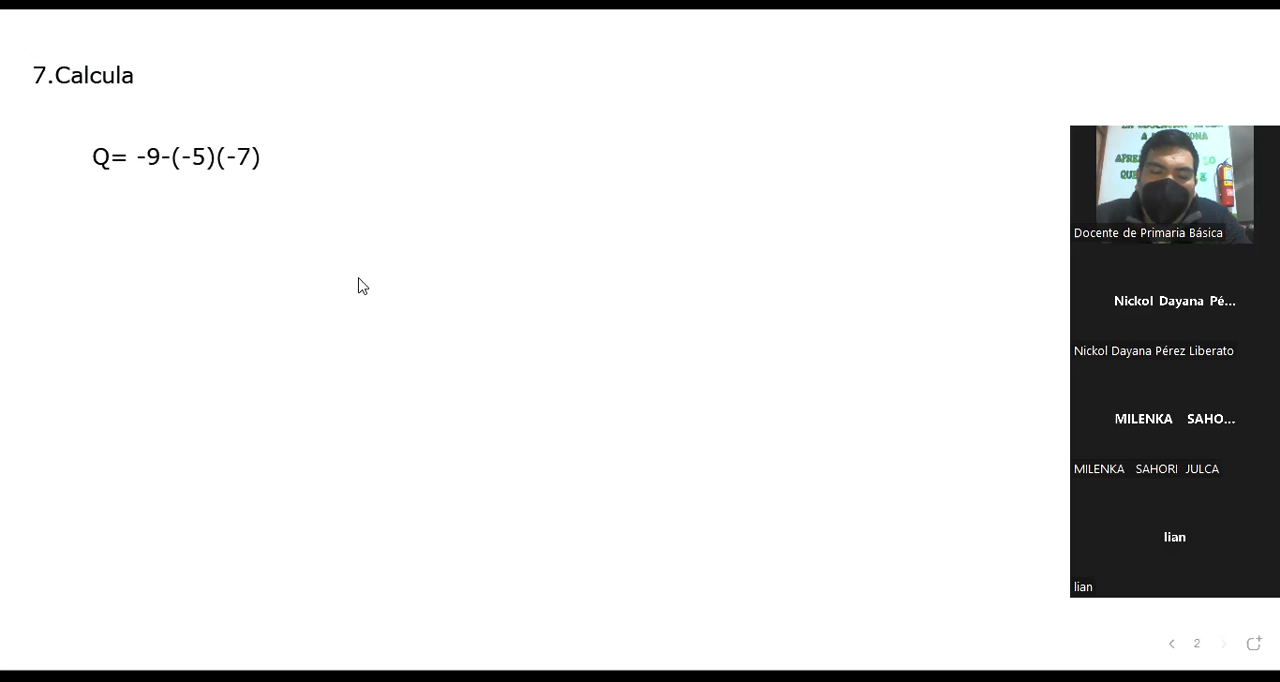 7.Calcula
Q= -9-(-5)(-7)
Docente de Primaria Básica
Nickol Dayana Pé...
Nickol Dayana Pérez Liberato
MILENKA SAHO...
MILENKA SAHORI JULCA
lian
lian
2